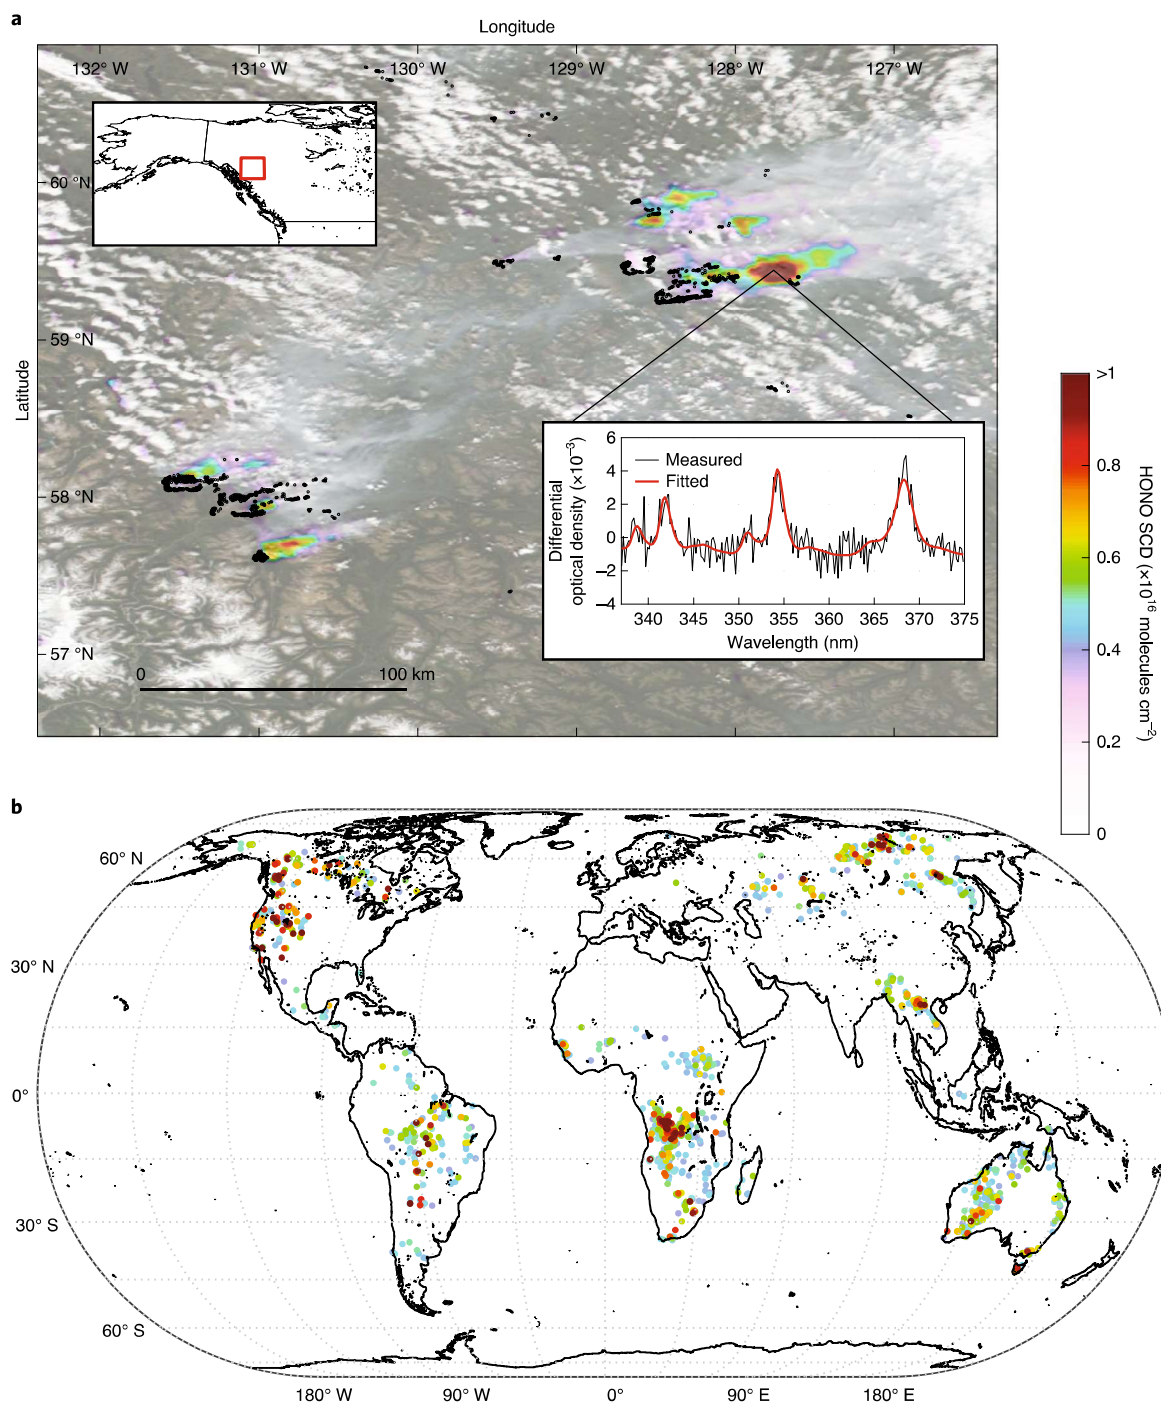 a
Longitude
132° W
131° W
130° W
129° W
128° W
127° W
60 °N
59 °N
58 °N
57 °N
Latitude
0
100 km
Measured
Fitted
Differential
optical density (×10⁻³)
6
4
2
0
−2
−4
340
345
350
355
360
365
370
375
Wavelength (nm)
>1
0.8
0.6
0.4
0.2
0
HONO SCD (×10¹⁶ molecules cm⁻²)
b
60° N
30° N
0°
30° S
60° S
180° W
90° W
0°
90° E
180° E